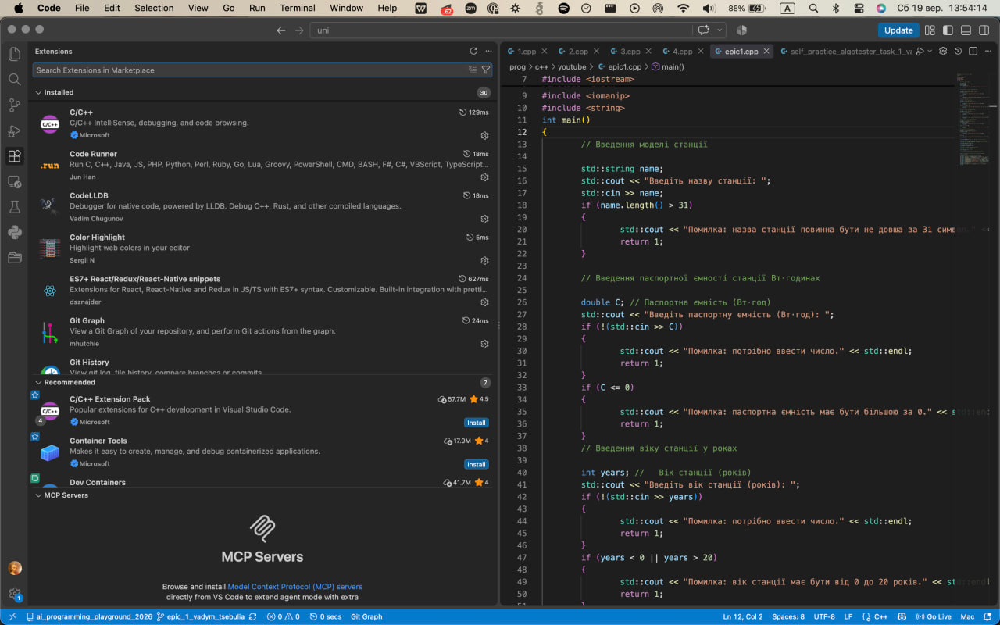 Code File Edit Selection View Go Run Terminal Window Help
62
zm
85%
A
Сб 19 вер. 13:54:14
uni
Update
Extensions
Search Extensions in Marketplace
Installed 30
C/C++ 129ms
C/C++ IntelliSense, debugging, and code browsing.
Microsoft
Code Runner 18ms
Run C, C++, Java, JS, PHP, Python, Perl, Ruby, Go, Lua, Groovy, PowerShell, CMD, BASH, F#, C#, VBScript, TypeScript...
Jun Han
CodeLLDB 18ms
Debugger for native code, powered by LLDB. Debug C++, Rust, and other compiled languages.
Vadim Chugunov
Color Highlight 5ms
Highlight web colors in your editor
Sergii N
ES7+ React/Redux/React-Native snippets 627ms
Extensions for React, React-Native and Redux in JS/TS with ES7+ syntax. Customizable. Built-in integration with pretti...
dsznajder
Git Graph 24ms
View a Git Graph of your repository, and perform Git actions from the graph.
mhutchie
Git History
View git log, file history, compare branches or commits
Recommended 7
C/C++ Extension Pack 57.7M 4.5
Popular extensions for C++ development in Visual Studio Code.
4 Microsoft Install
Container Tools 17.9M 4
Makes it easy to create, manage, and debug containerized applications.
Microsoft Install
Dev Containers 41.7M 4
MCP Servers
MCP Servers
Browse and install Model Context Protocol (MCP) servers
directly from VS Code to extend agent mode with extra
1.cpp 2.cpp 3.cpp 4.cpp epic1.cpp self_practice_algotester_task_1_va
prog > c++ > youtube > epic1.cpp > main()
7 #include <iostream>
9 #include <iomanip>
10 #include <string>
11 int main()
12 {
13 // Введення моделі станції
14
15 std::string name;
16 std::cout << "Введіть назву станції: ";
17 std::cin >> name;
18 if (name.length() > 31)
19 {
20 std::cout << "Помилка: назва станції повинна бути не довша за 31 симв
21 return 1;
22 }
23
24 // Введення паспортної ємності станції Вт·годинах
25
26 double C; // Паспортна ємність (Вт·год)
27 std::cout << "Введіть паспортну ємність (Вт·год): ";
28 if (!(std::cin >> C))
29 {
30 std::cout << "Помилка: потрібно ввести число." << std::endl;
31 return 1;
32 }
33 if (C <= 0)
34 {
35 std::cout << "Помилка: паспортна ємність має бути більшою за 0." << std::end
36 return 1;
37 }
38 // Введення віку станції у роках
39
40 int years; // Вік станції (років)
41 std::cout << "Введіть вік станції (років): ";
42 if (!(std::cin >> years))
43 {
44 std::cout << "Помилка: потрібно ввести число." << std::endl;
45 return 1;
46 }
47 if (years < 0 || years > 20)
48 {
49 std::cout << "Помилка: вік станції має бути від 0 до 20 років." << std::endl
50 return 1;
51 }
1
ai_programming_playground_2026 epic_1_vadym_tsebulia 0 0 0 secs Git Graph Ln 12, Col 2 Spaces: 8 UTF-8 LF {} C++ Go Live Mac